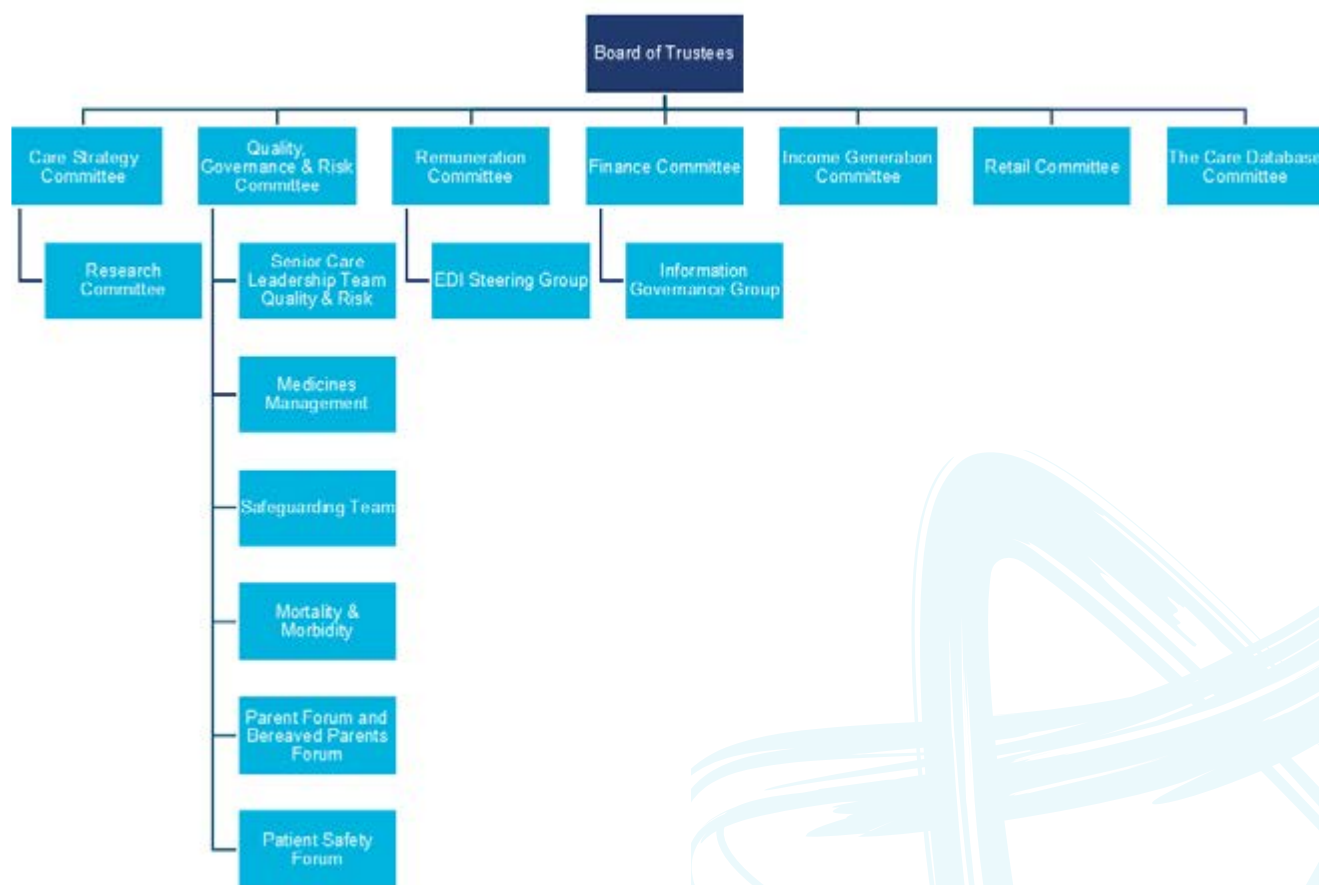 Board of Trustees
Care Strategy
Committee
Quality,
Governance & Risk
Committee
Remuneration
Committee
Finance Committee
Income Generation
Committee
Retail Committee
The Care Database
Committee
Research
Committee
Senior Care
Leadership Team
Quality & Risk
EDI Steering Group
Information
Governance Group
Medicines
Management
Safeguarding Team
Mortality &
Morbidity
Parent Forum and
Bereaved Parents
Forum
Patient Safety
Forum